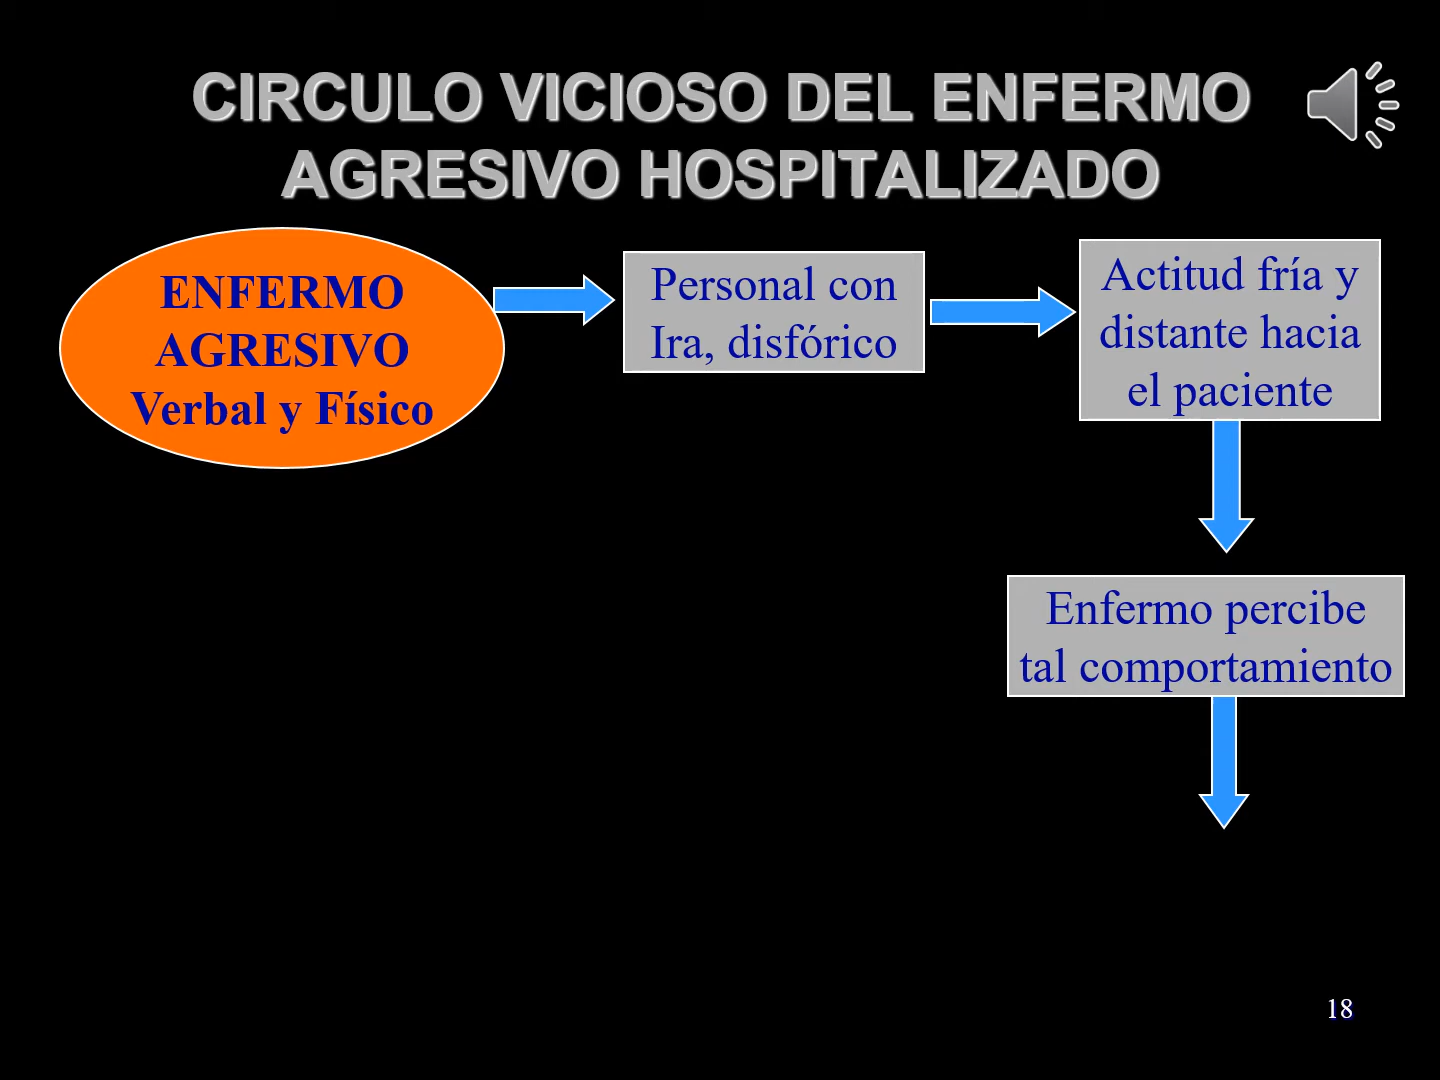 CIRCULO VICIOSO DEL ENFERMO
AGRESIVO HOSPITALIZADO
ENFERMO
AGRESIVO
Verbal y Físico
Personal con
Ira, disfórico
Actitud fría y
distante hacia
el paciente
Enfermo percibe
tal comportamiento
18